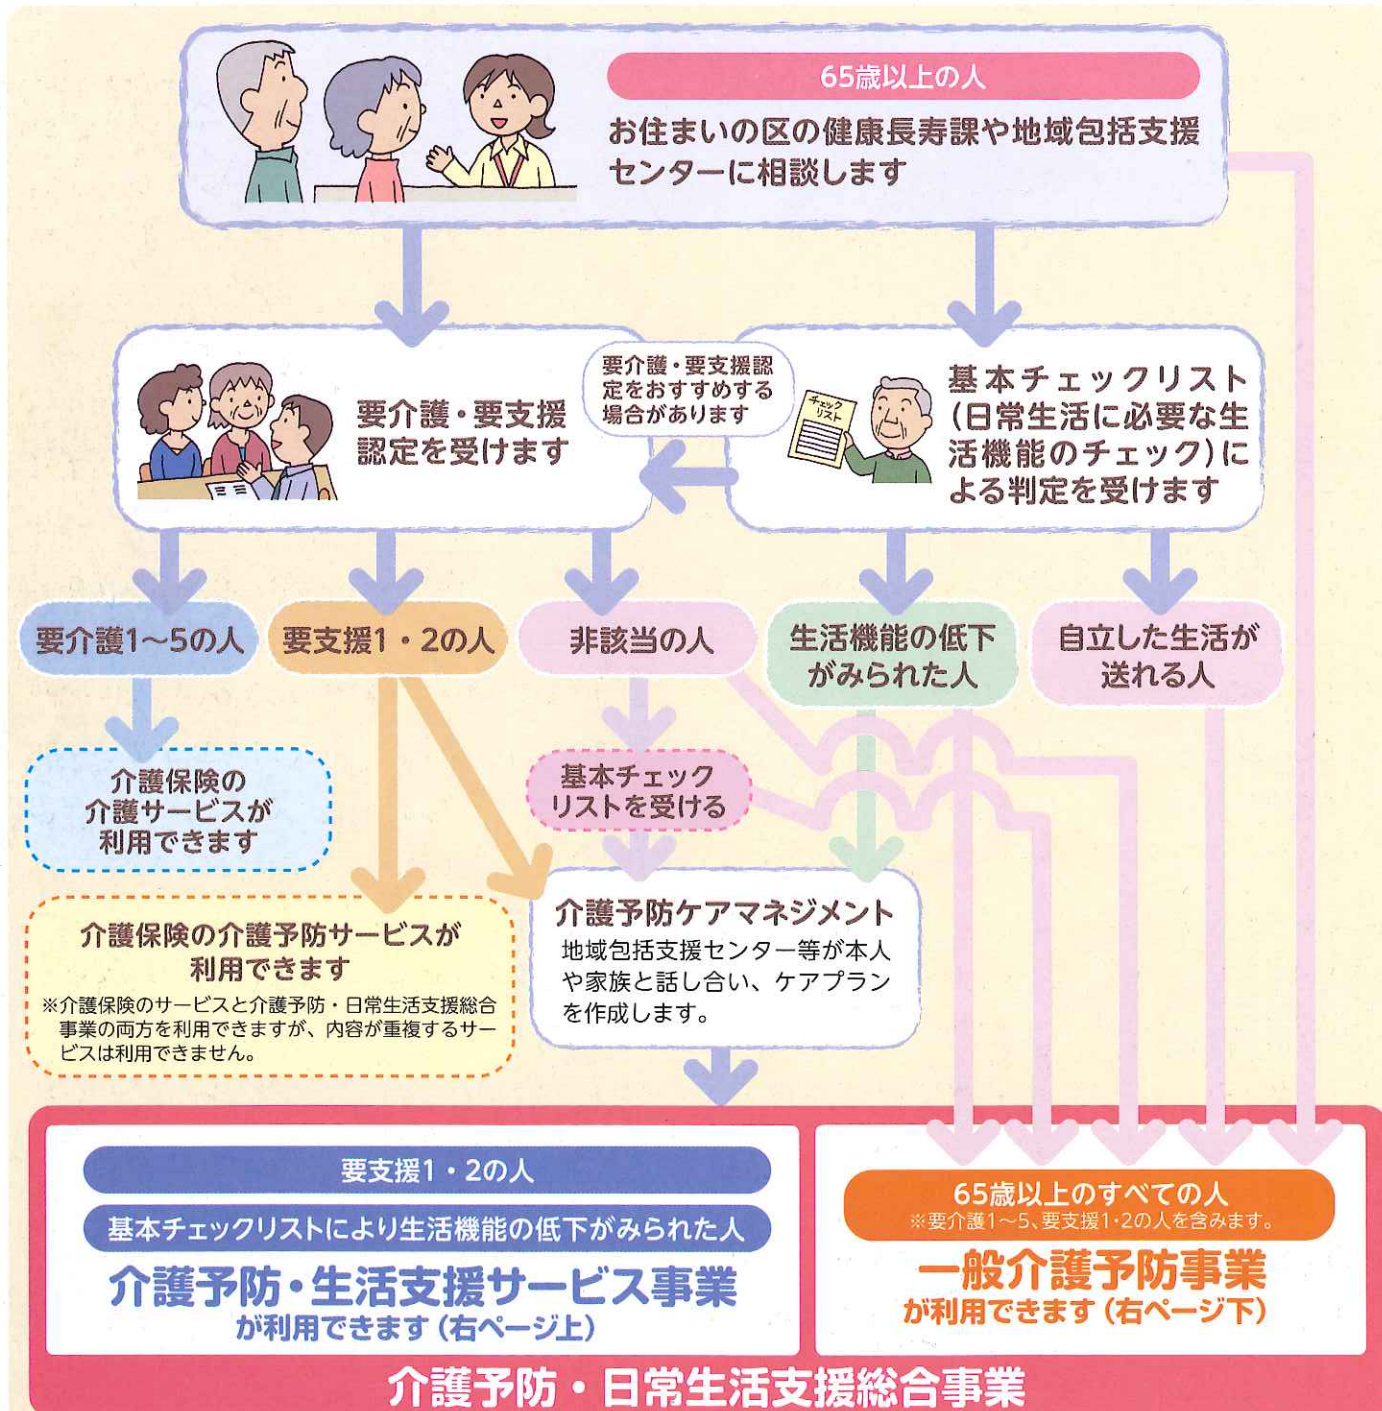 65歳以上の人
お住まいの区の健康長寿課や地域包括支援
センターに相談します
要介護・要支援
認定を受けます
要介護・要支援認
定をおすすめする
場合があります
チェック
リスト
基本チェックリスト
(日常生活に必要な生
活機能のチェック)に
よる判定を受けます
要介護1〜5の人
要支援1・2の人
非該当の人
生活機能の低下
がみられた人
自立した生活が
送れる人
介護保険の
介護サービスが
利用できます
基本チェック
リストを受ける
介護保険の介護予防サービスが
利用できます
※介護保険のサービスと介護予防・日常生活支援総合
事業の両方を利用できますが、内容が重複するサー
ビスは利用できません。
介護予防ケアマネジメント
地域包括支援センター等が本人
や家族と話し合い、ケアプラン
を作成します。
要支援1・2の人
基本チェックリストにより生活機能の低下がみられた人
介護予防・生活支援サービス事業
が利用できます(右ページ上)
65歳以上のすべての人
※要介護1〜5、要支援1・2の人を含みます。
一般介護予防事業
が利用できます(右ページ下)
介護予防・日常生活支援総合事業